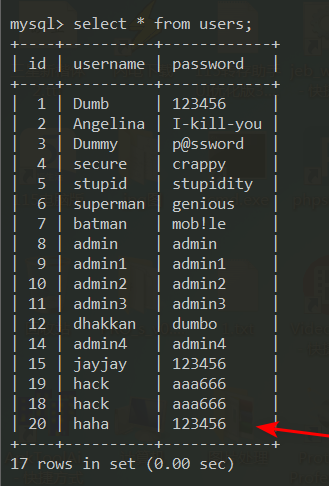 mysql> select * from users;
+----+----------+------------+
| id | username | password   |
+----+----------+------------+
|  1 | Dumb     | 123456     |
|  2 | Angelina | I-kill-you |
|  3 | Dummy    | p@ssword   |
|  4 | secure   | crappy     |
|  5 | stupid   | stupidity  |
|  6 | superman | genious    |
|  7 | batman   | mob!le     |
|  8 | admin    | admin      |
|  9 | admin1   | admin1     |
| 10 | admin2   | admin2     |
| 11 | admin3   | admin3     |
| 12 | dhakkan  | dumbo      |
| 14 | admin4   | admin4     |
| 15 | jayjay   | 123456     |
| 19 | hack     | aaa666     |
| 18 | hack     | aaa666     |
| 20 | haha     | 123456     |
+----+----------+------------+
17 rows in set (0.00 sec)